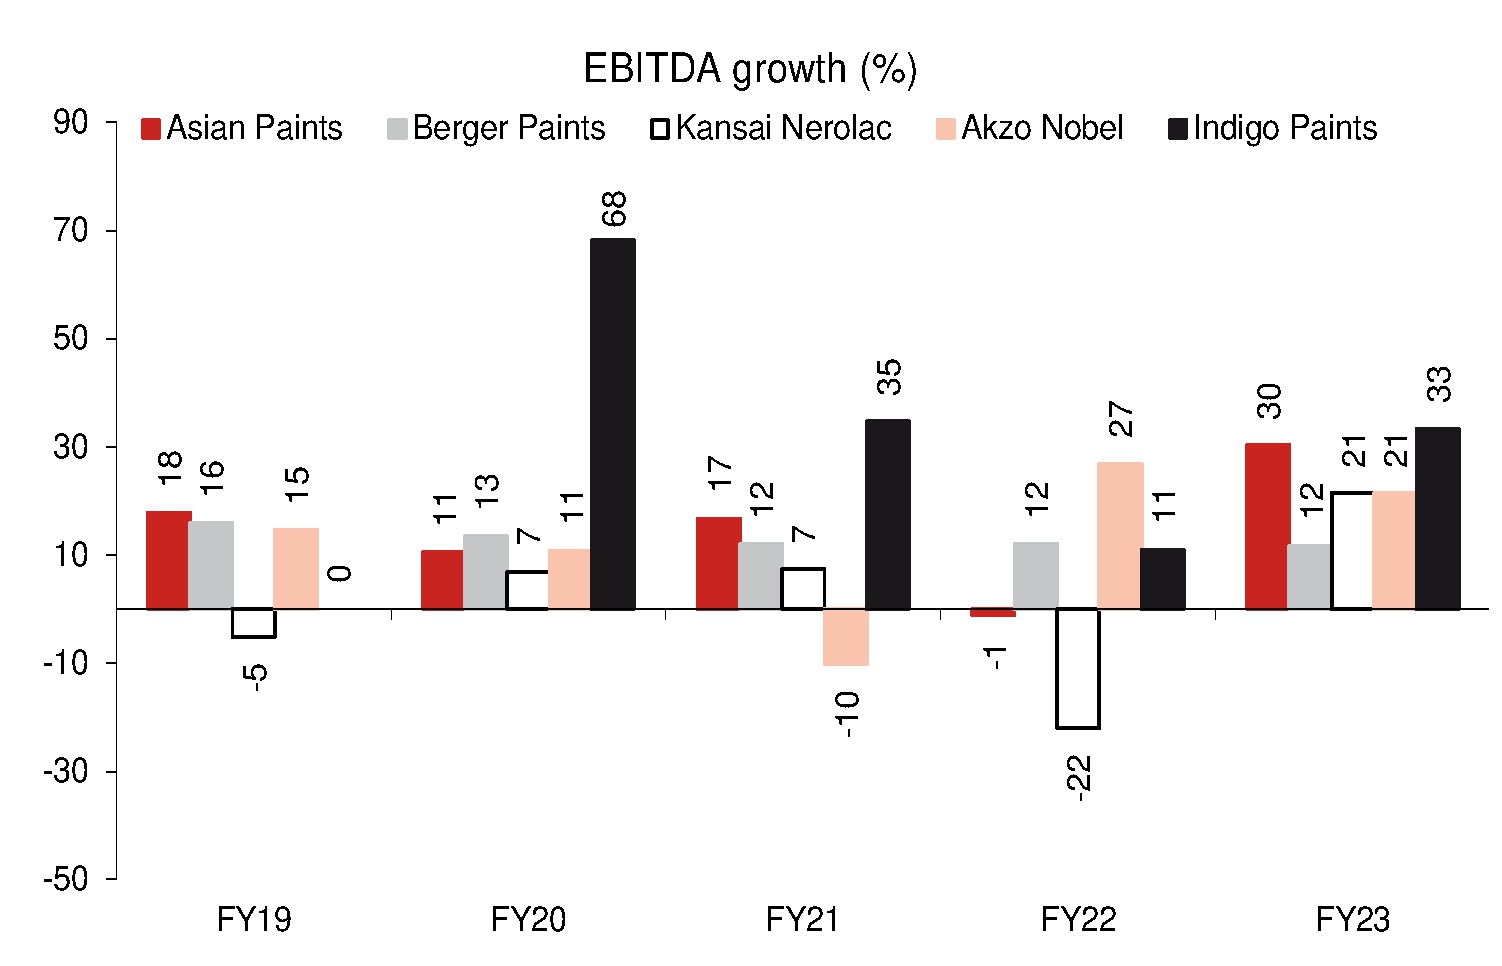 EBITDA growth (%)
Asian Paints Berger Paints Kansai Nerolac Akzo Nobel Indigo Paints
90
70
50
30
10
-10
-30
-50
18 16 -5 15 0
11 13 7 11 68
17 12 7 -10 35
-1 12 -22 27 11
30 12 21 21 33
FY19 FY20 FY21 FY22 FY23